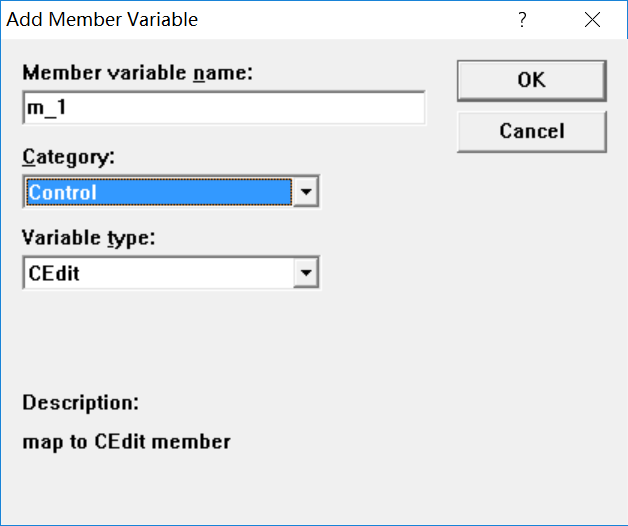 Add Member Variable
?
Member variable name:
OK
m_1
Cancel
Category:
Control
Variable type:
CEdit
Description:
map to CEdit member